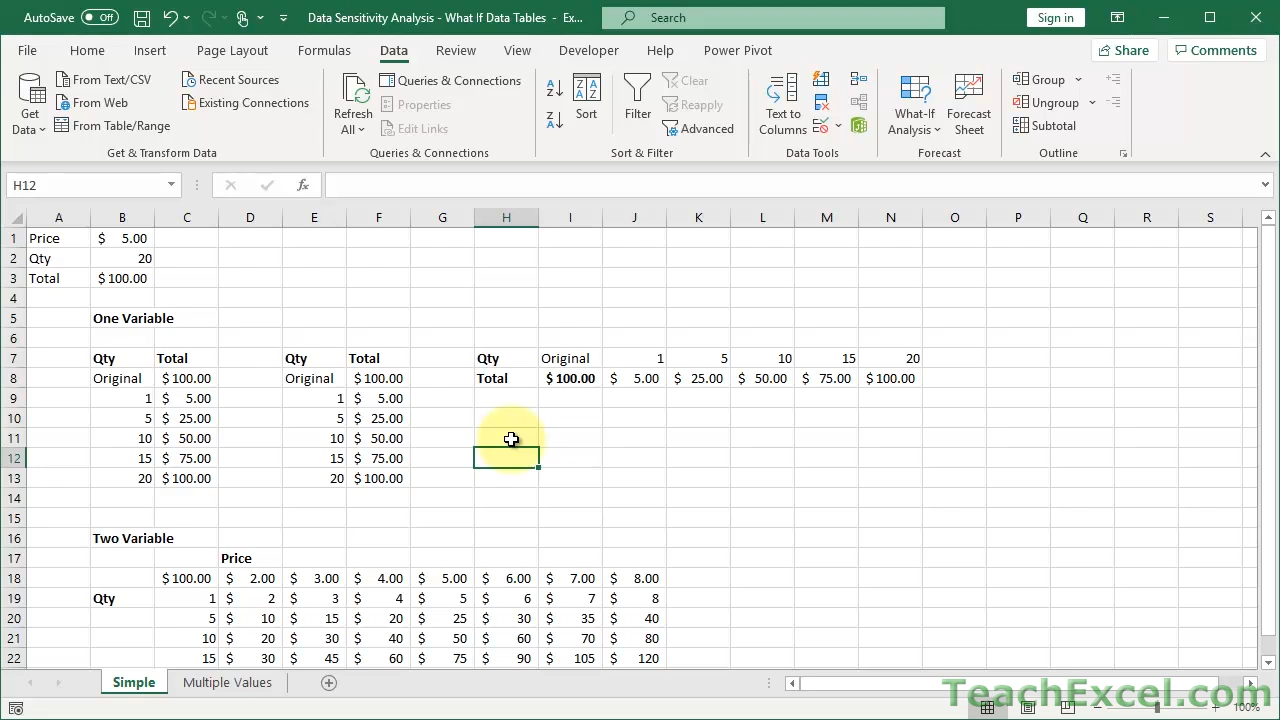 AutoSave Off Data Sensitivity Analysis - What If Data Tables - Ex... Search Sign in
File Home Insert Page Layout Formulas Data Review View Developer Help Power Pivot Share Comments
Get Data From Text/CSV From Web From Table/Range Recent Sources Existing Connections
Refresh All Queries & Connections Properties Edit Links
Sort Filter Clear Reapply Advanced
Text to Columns What-If Analysis Forecast Sheet Group Ungroup Subtotal
Get & Transform Data Queries & Connections Sort & Filter Data Tools Forecast Outline
H12 fx
A B C D E F G H I J K L M N O P Q R S
1 Price $ 5.00
2 Qty 20
3 Total $ 100.00
4
5 One Variable
6
7 Qty Total Qty Total Qty Original 1 5 10 15 20
8 Original $ 100.00 Original $ 100.00 Total $ 100.00 $ 5.00 $ 25.00 $ 50.00 $ 75.00 $ 100.00
9 1 $ 5.00 1 $ 5.00
10 5 $ 25.00 5 $ 25.00
11 10 $ 50.00 10 $ 50.00
12 15 $ 75.00 15 $ 75.00
13 20 $ 100.00 20 $ 100.00
14
15
16 Two Variable
17 Price
18 $ 100.00 $ 2.00 $ 3.00 $ 4.00 $ 5.00 $ 6.00 $ 7.00 $ 8.00
19 Qty 1 $ 2 $ 3 $ 4 $ 5 $ 6 $ 7 $ 8
20 5 $ 10 $ 15 $ 20 $ 25 $ 30 $ 35 $ 40
21 10 $ 20 $ 30 $ 40 $ 50 $ 60 $ 70 $ 80
22 15 $ 30 $ 45 $ 60 $ 75 $ 90 $ 105 $ 120
Simple Multiple Values
TeachExcel.com
100%